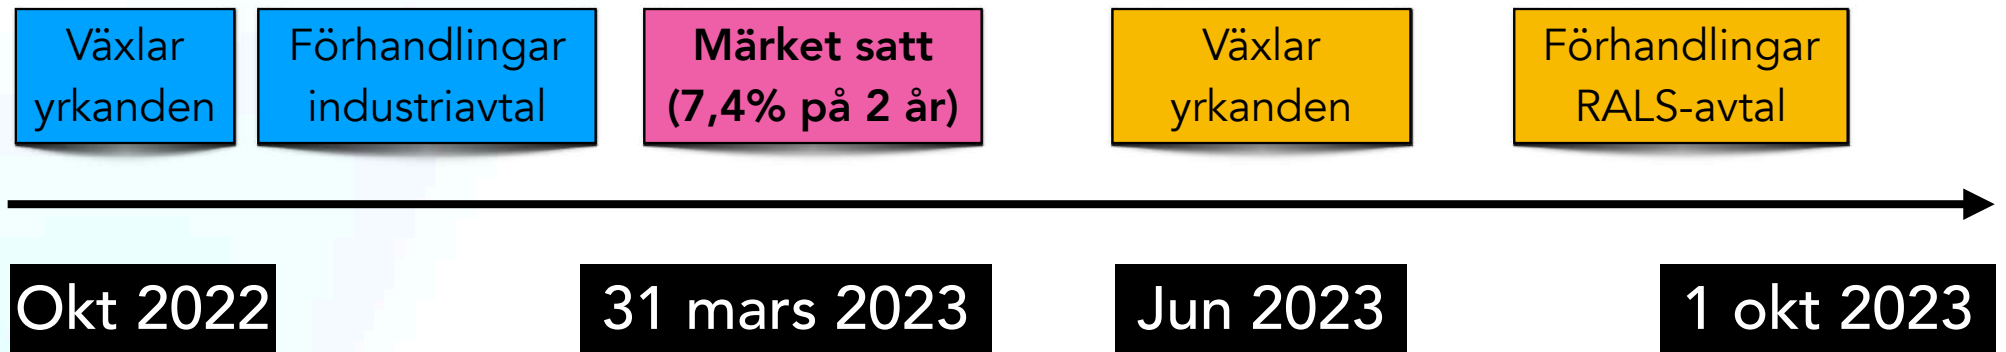 Växlar
yrkanden
Förhandlingar
industriavtal
Märket satt
(7,4% på 2 år)
Växlar
yrkanden
Förhandlingar
RALS-avtal
Okt 2022
31 mars 2023
Jun 2023
1 okt 2023